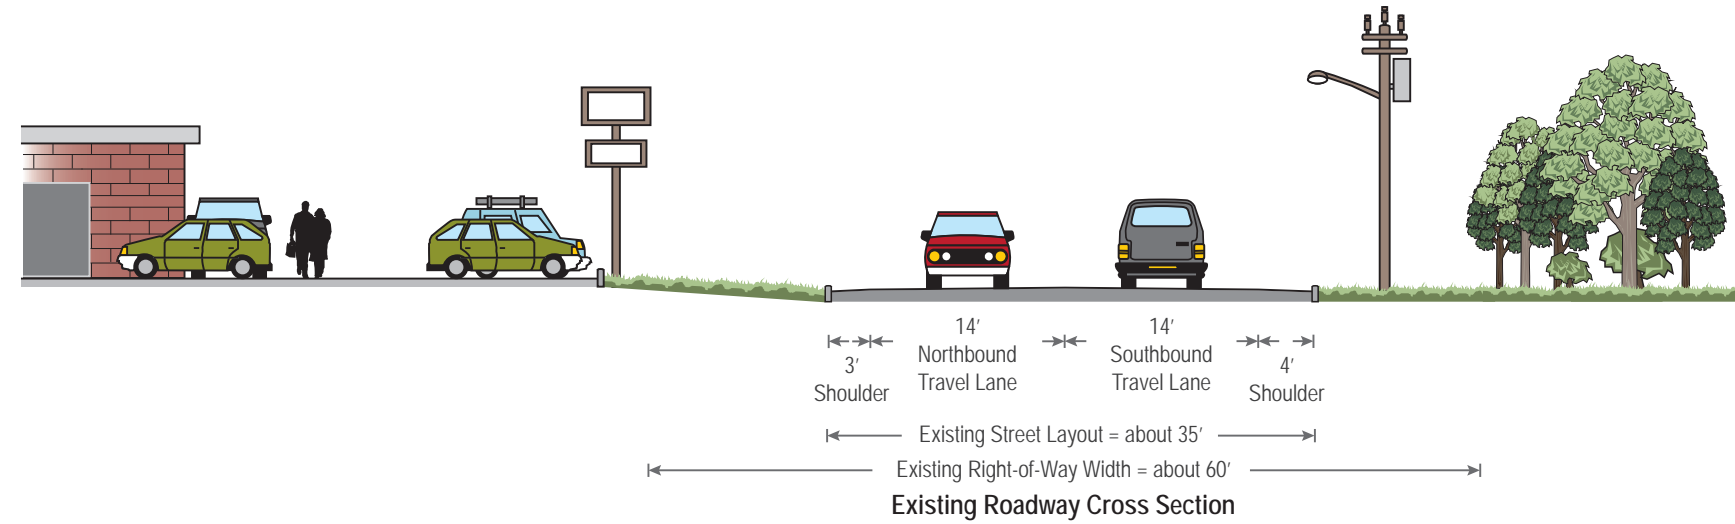 14′
Northbound
Travel Lane
14′
Southbound
Travel Lane
3′
Shoulder
4′
Shoulder
Existing Street Layout = about 35′
Existing Right-of-Way Width = about 60′
Existing Roadway Cross Section